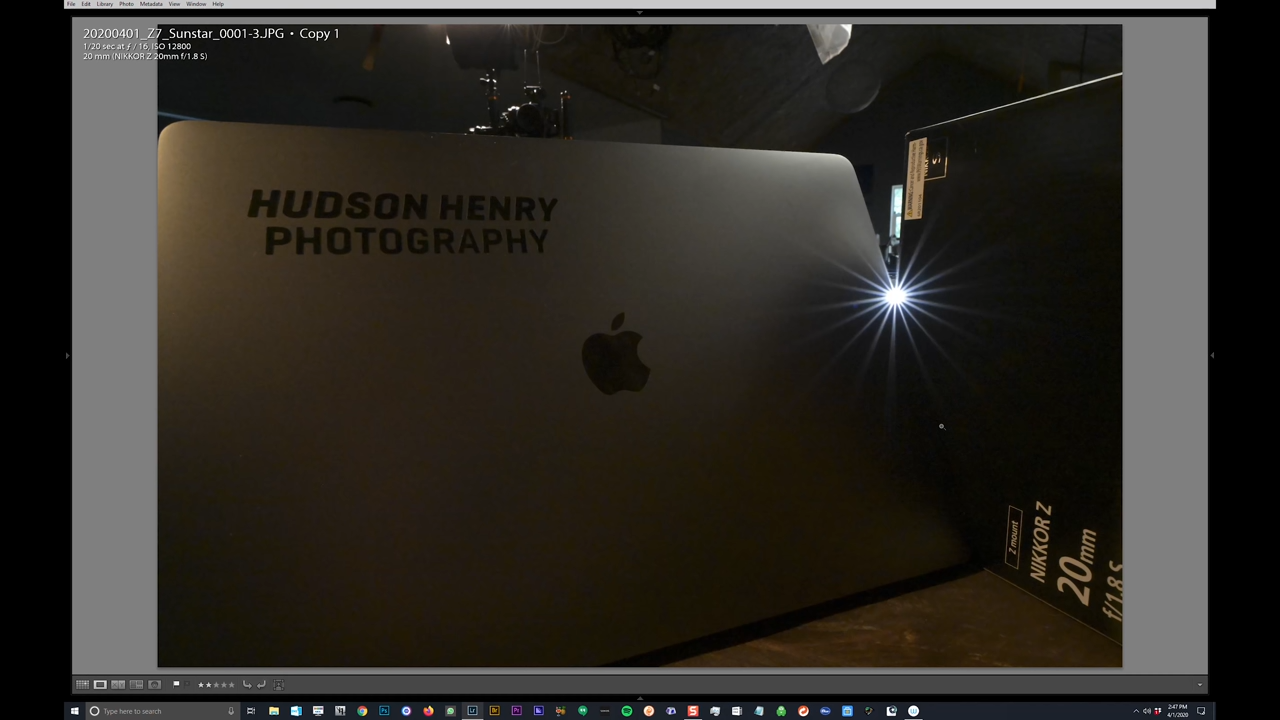 File Edit Library Photo Metadata View Window Help
20200401_Z7_Sunstar_0001-3.JPG • Copy 1
1/20 sec at ƒ / 16, ISO 12800
20 mm (NIKKOR Z 20mm f/1.8 S)
HUDSON HENRY
PHOTOGRAPHY
Z mount
NIKKOR Z
20mm
f/1.8 S
Type here to search
2:47 PM
4/1/2020